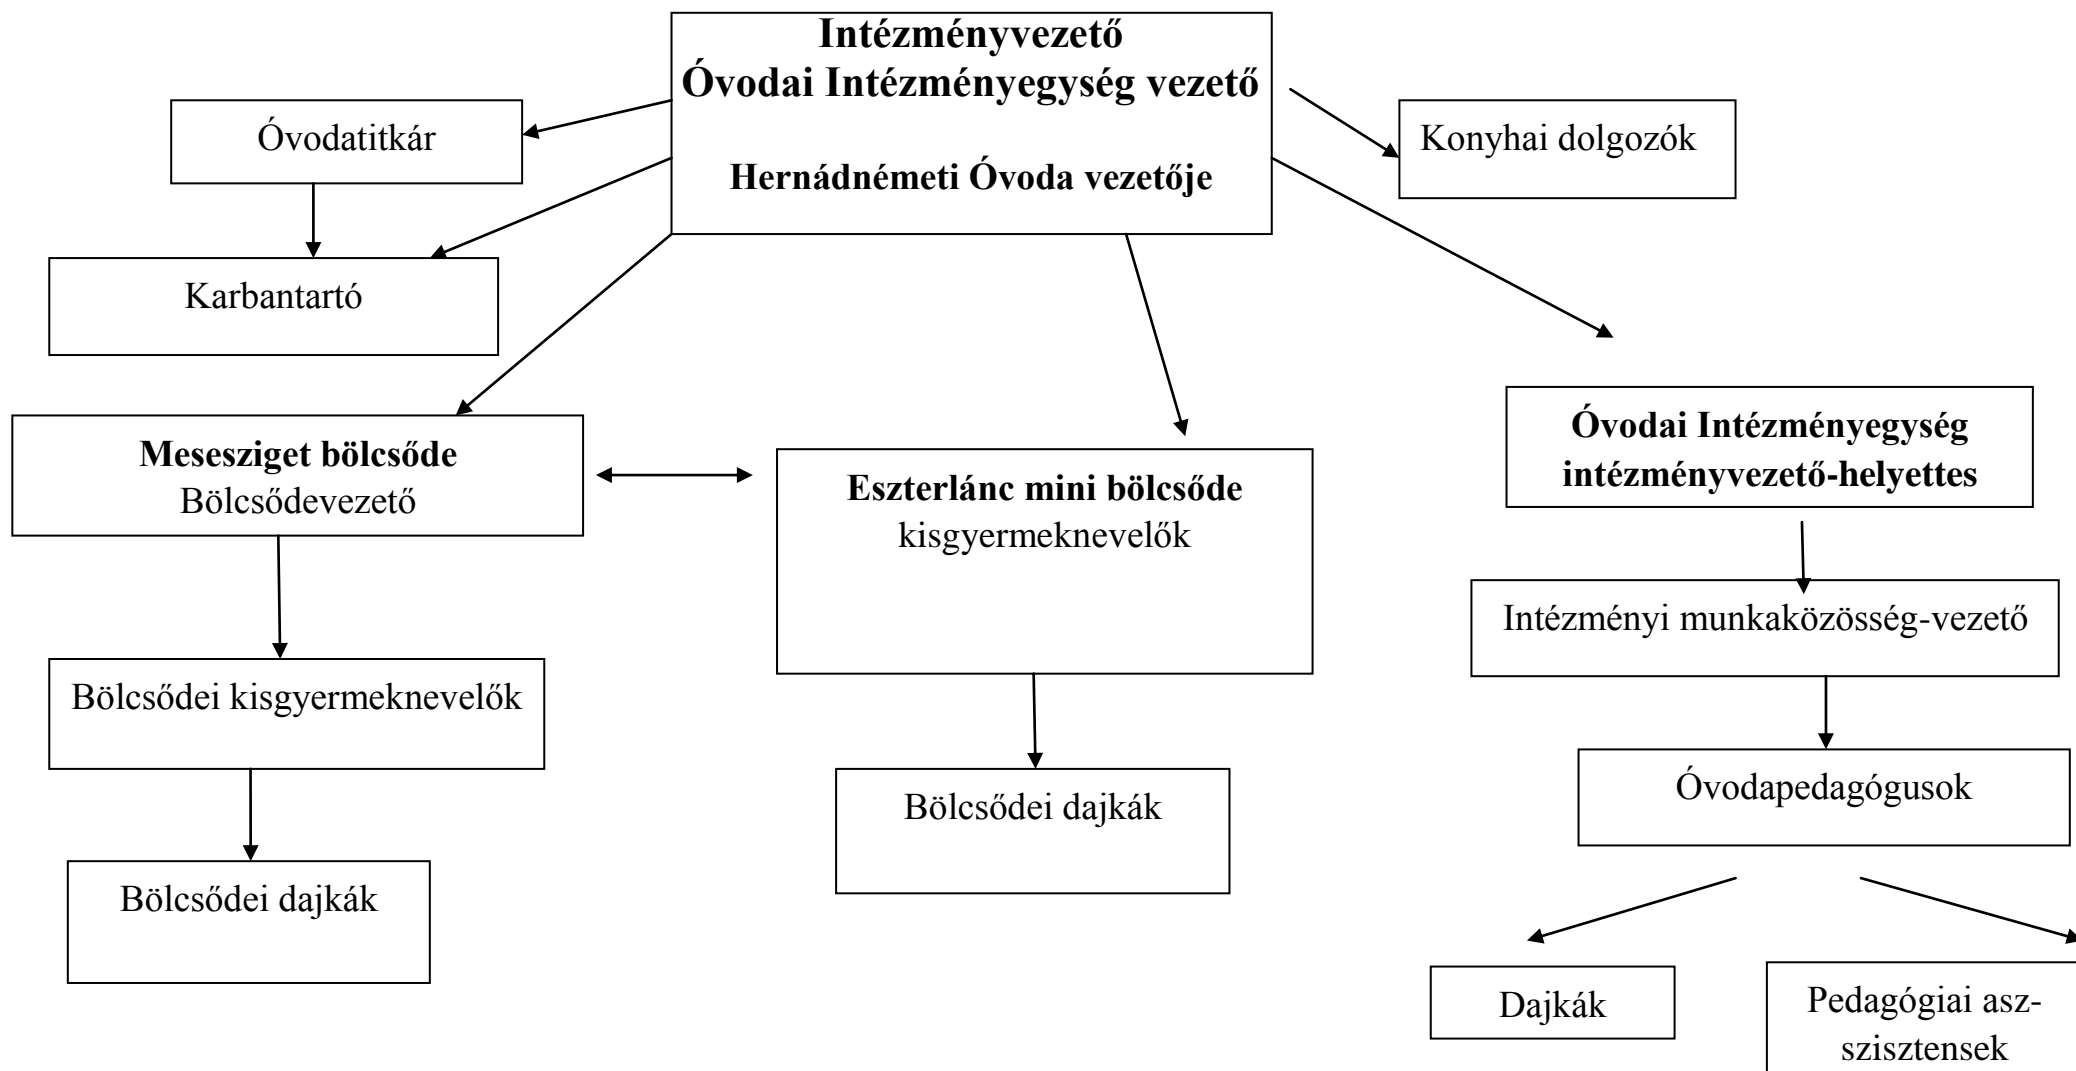 Intézményvezető
Óvodai Intézményegység vezető
Hernádnémeti Óvoda vezetője
Óvodatitkár
Konyhai dolgozók
Karbantartó
Mesesziget bölcsőde
Bölcsődevezető
Eszterlánc mini bölcsőde
kisgyermeknevelők
Óvodai Intézményegység
intézményvezető-helyettes
Intézményi munkaközösség-vezető
Bölcsődei kisgyermeknevelők
Óvodapedagógusok
Bölcsődei dajkák
Bölcsődei dajkák
Dajkák
Pedagógiai asz-
szisztensek